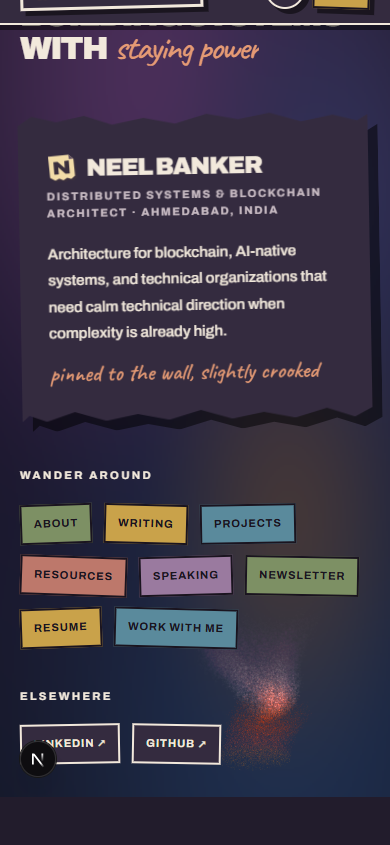 WITH staying power
N NEEL BANKER
DISTRIBUTED SYSTEMS & BLOCKCHAIN
ARCHITECT · AHMEDABAD, INDIA
Architecture for blockchain, AI-native
systems, and technical organizations that
need calm technical direction when
complexity is already high.
pinned to the wall, slightly crooked
WANDER AROUND
ABOUT WRITING PROJECTS
RESOURCES SPEAKING NEWSLETTER
RESUME WORK WITH ME
ELSEWHERE
NKEDIN ↗ GITHUB ↗
N